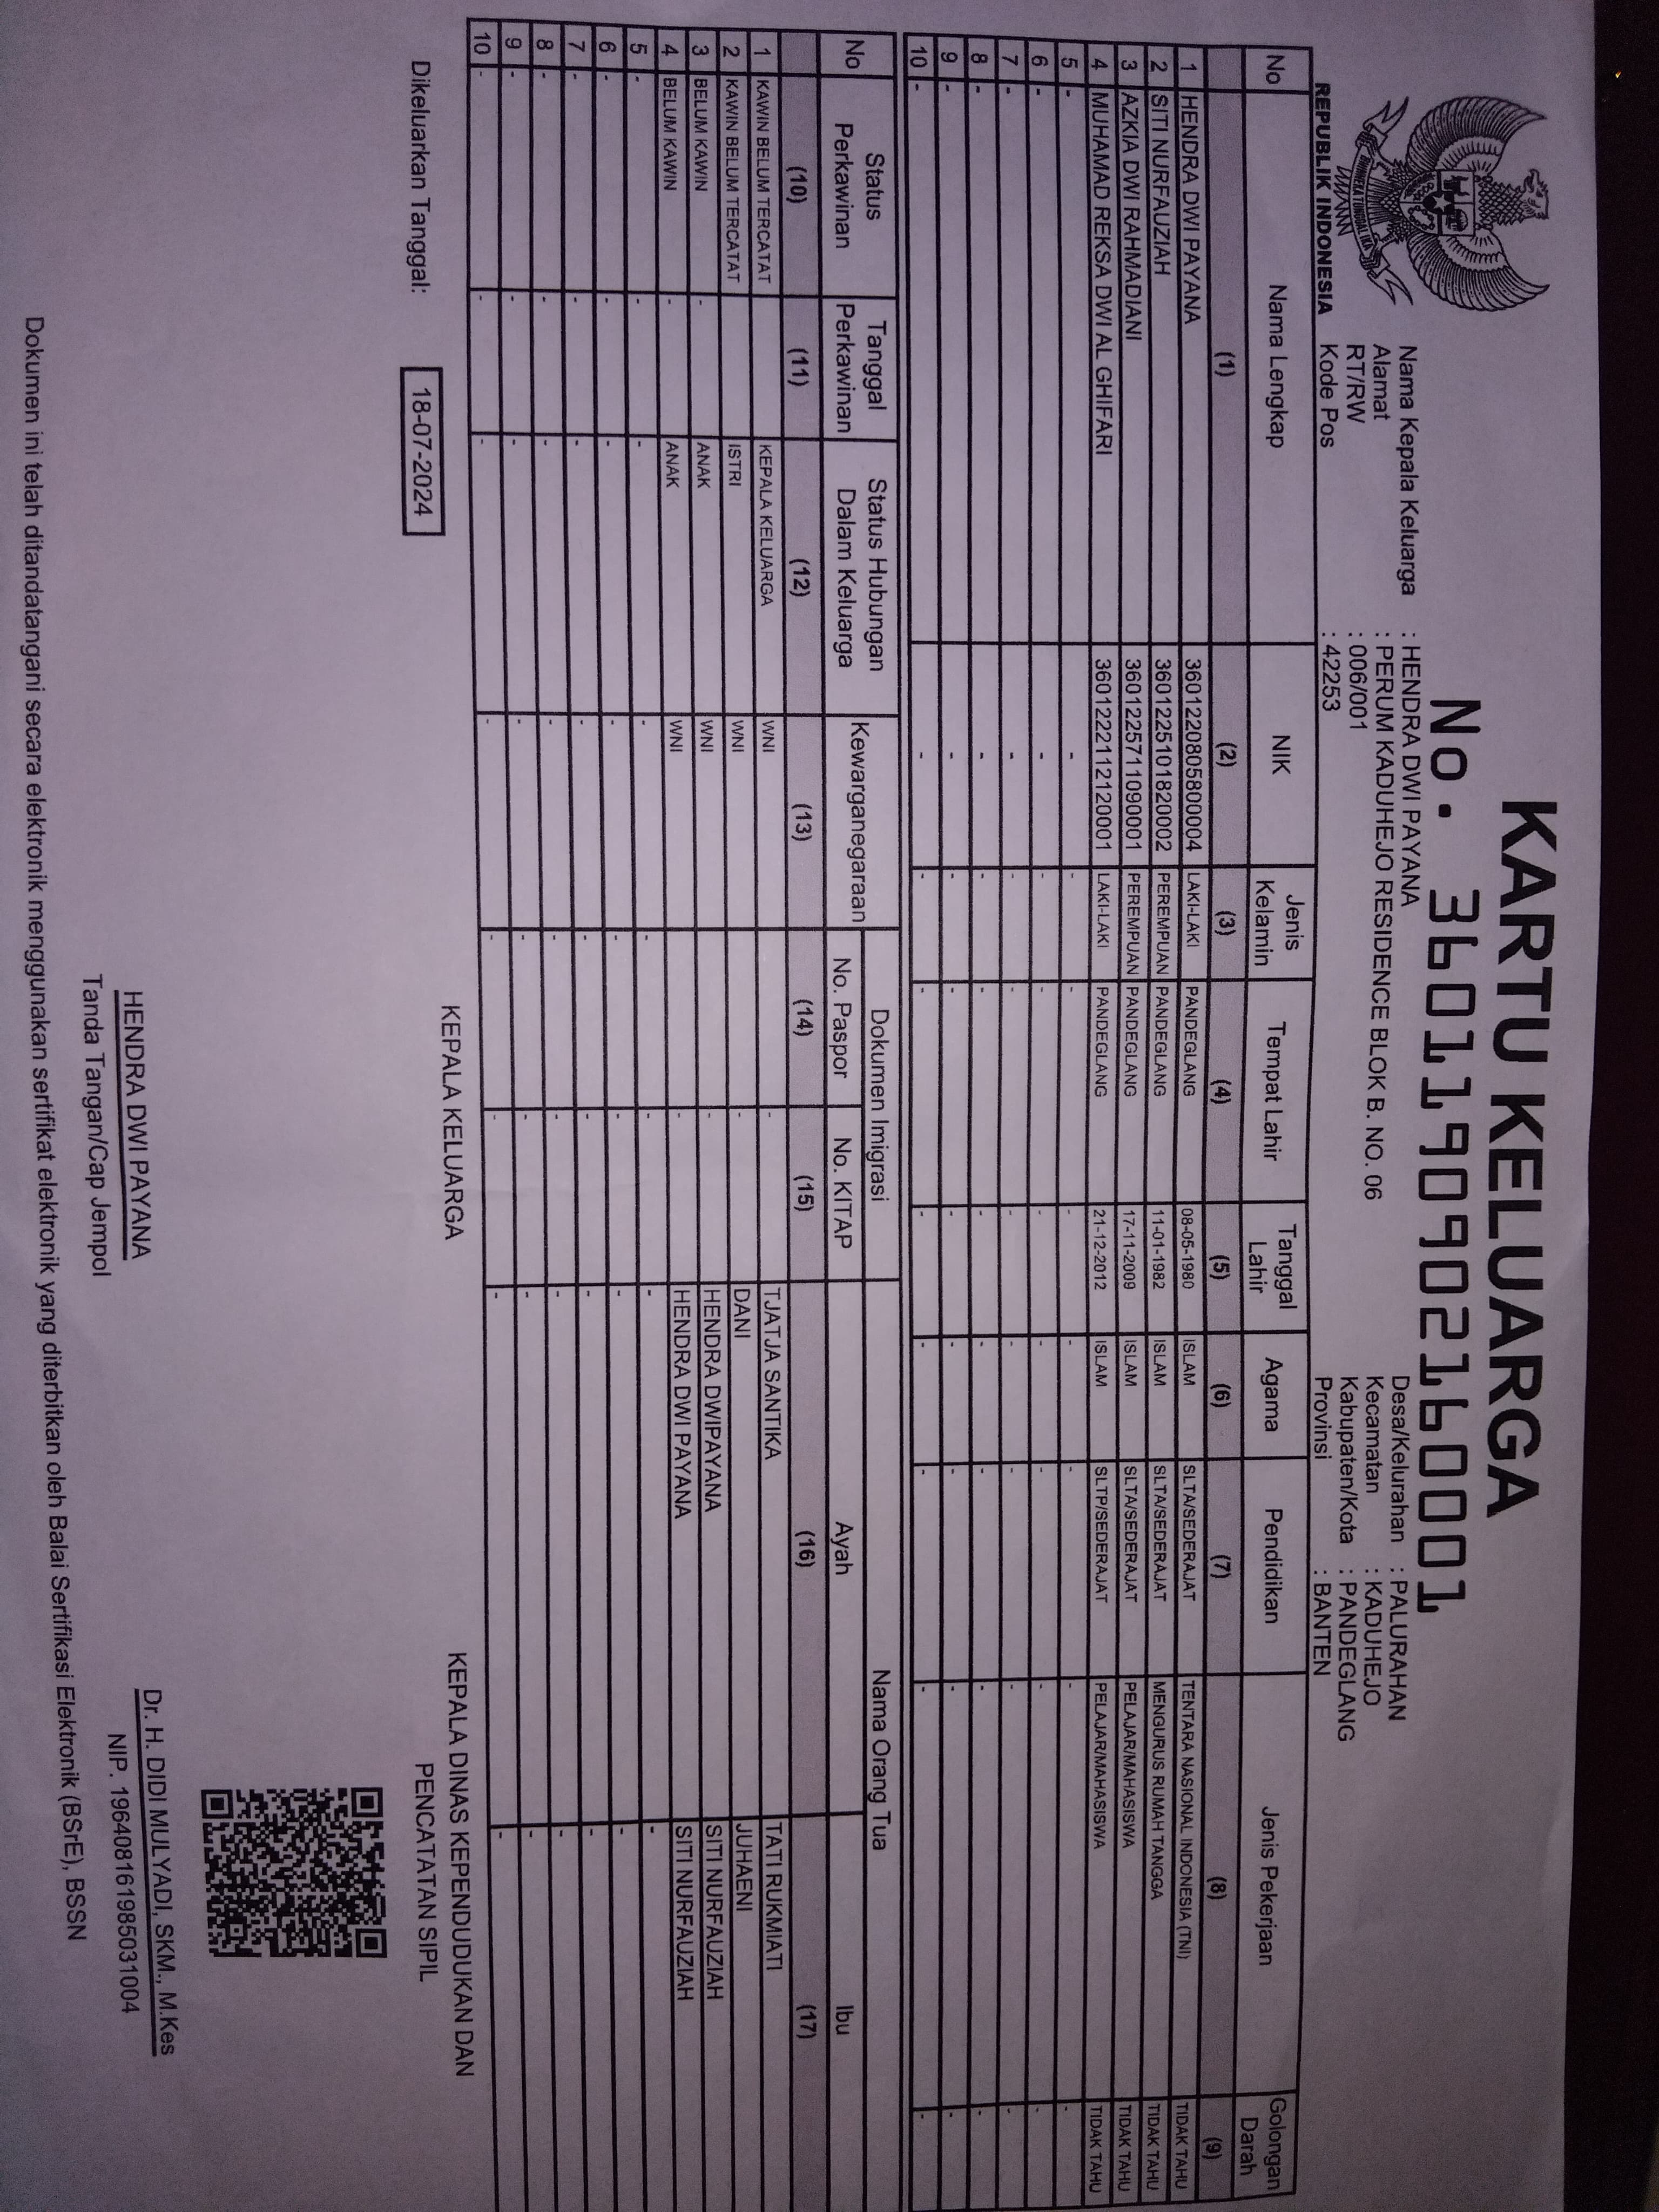 KARTU KELUARGA
No. 3601190902160001
REPUBLIK INDONESIA
BHINNEKA TUNGGAL IKA
Nama Kepala Keluarga : HENDRA DWI PAYANA
Alamat : PERUM KADUHEJO RESIDENCE BLOK B. NO. 06
RT/RW : 006/001
Kode Pos : 42253
Desa/Kelurahan : PALURAHAN
Kecamatan : KADUHEJO
Kabupaten/Kota : PANDEGLANG
Provinsi : BANTEN
No Nama Lengkap NIK Jenis Kelamin Tempat Lahir Tanggal Lahir Agama Pendidikan Jenis Pekerjaan Golongan Darah
(1) (2) (3) (4) (5) (6) (7) (8) (9)
1 HENDRA DWI PAYANA 3601220805800004 LAKI-LAKI PANDEGLANG 08-05-1980 ISLAM SLTA/SEDERAJAT TENTARA NASIONAL INDONESIA (TNI) TIDAK TAHU
2 SITI NURFAUZIAH 3601225101820002 PEREMPUAN PANDEGLANG 11-01-1982 ISLAM SLTA/SEDERAJAT MENGURUS RUMAH TANGGA TIDAK TAHU
3 AZKIA DWI RAHMADIANI 3601225711090001 PEREMPUAN PANDEGLANG 17-11-2009 ISLAM SLTA/SEDERAJAT PELAJAR/MAHASISWA TIDAK TAHU
4 MUHAMAD REKSA DWI AL GHIFARI 3601222112120001 LAKI-LAKI PANDEGLANG 21-12-2012 ISLAM SLTP/SEDERAJAT PELAJAR/MAHASISWA TIDAK TAHU
5 - - - - - - - - -
6 - - - - - - - - -
7 - - - - - - - - -
8 - - - - - - - - -
9 - - - - - - - - -
10 - - - - - - - - -
No Status Perkawinan Tanggal Perkawinan Status Hubungan Dalam Keluarga Kewarganegaraan Dokumen Imigrasi Nama Orang Tua
No. Paspor No. KITAP Ayah Ibu
(10) (11) (12) (13) (14) (15) (16) (17)
1 KAWIN BELUM TERCATAT KEPALA KELUARGA WNI - TJATJA SANTIKA TATI RUKMIATI
2 KAWIN BELUM TERCATAT ISTRI WNI - DANI JUHAENI
3 BELUM KAWIN - ANAK WNI - HENDRA DWIPAYANA SITI NURFAUZIAH
4 BELUM KAWIN - ANAK WNI - HENDRA DWI PAYANA SITI NURFAUZIAH
5 - - - - - - - -
6 - - - - - - - -
7 - - - - - - - -
8 - - - - - - - -
9 - - - - - - - -
10 - - - - - - - -
Dikeluarkan Tanggal: 18-07-2024
KEPALA KELUARGA
HENDRA DWI PAYANA
Tanda Tangan/Cap Jempol
KEPALA DINAS KEPENDUDUKAN DAN
PENCATATAN SIPIL
Dr. H. DIDI MULYADI, SKM., M.Kes
NIP. 196408161985031004
Dokumen ini telah ditandatangani secara elektronik menggunakan sertifikat elektronik yang diterbitkan oleh Balai Sertifikasi Elektronik (BSrE), BSSN